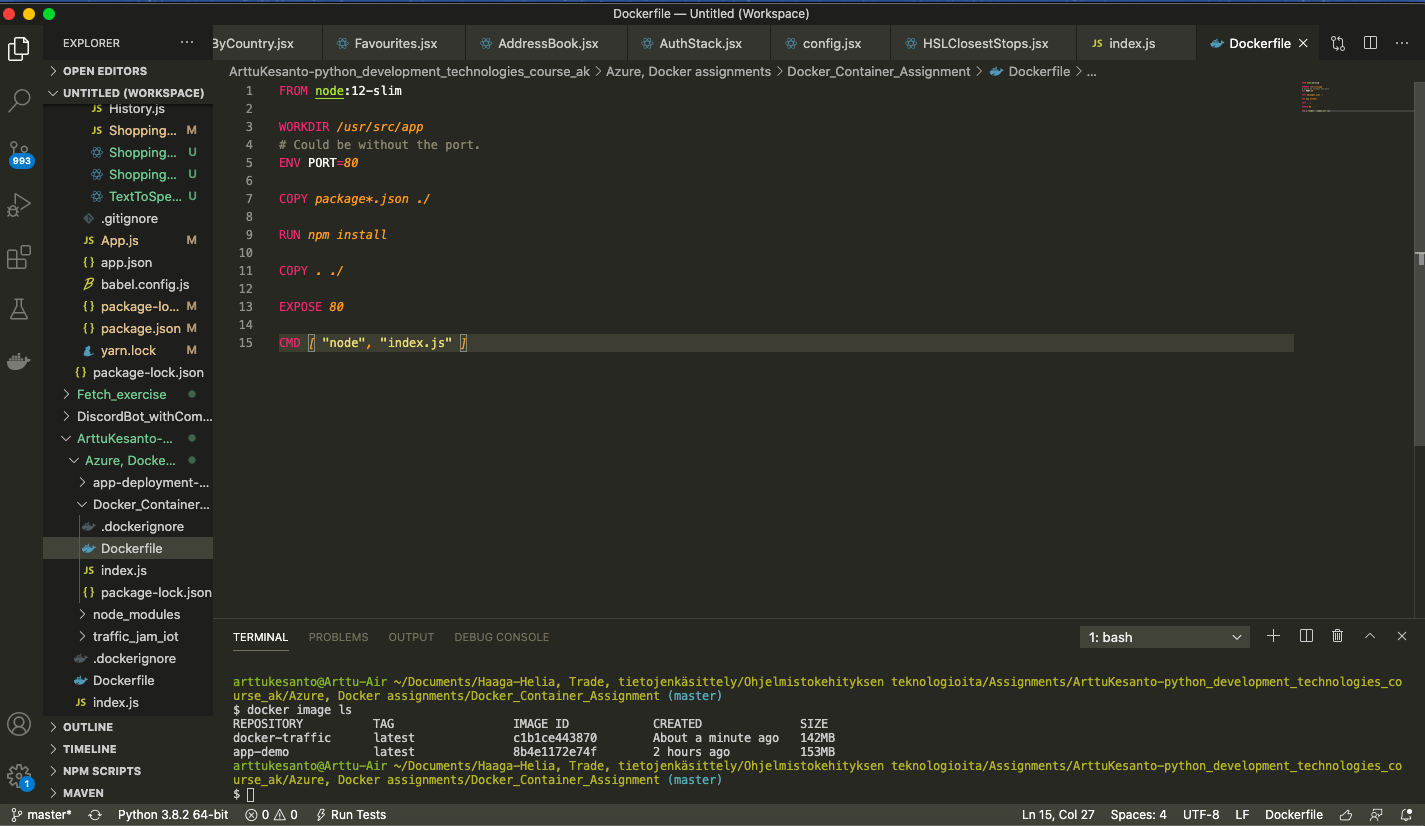 Dockerfile — Untitled (Workspace)
EXPLORER
ByCountry.jsx
Favourites.jsx
AddressBook.jsx
AuthStack.jsx
config.jsx
HSLClosestStops.jsx
JS index.js
Dockerfile
ArttuKesanto-python_development_technologies_course_ak > Azure, Docker assignments > Docker_Container_Assignment > Dockerfile > ...
OPEN EDITORS
UNTITLED (WORKSPACE)
JS History.js
JS Shopping... M
Shopping... U
Shopping... U
TextToSpe... U
.gitignore
JS App.js M
{} app.json
babel.config.js
{} package-lo... M
{} package.json M
yarn.lock M
{} package-lock.json
Fetch_exercise
DiscordBot_withCom...
ArttuKesanto-...
Azure, Docke...
app-deployment-...
Docker_Container...
.dockerignore
Dockerfile
JS index.js
{} package-lock.json
node_modules
traffic_jam_iot
.dockerignore
Dockerfile
JS index.js
OUTLINE
TIMELINE
NPM SCRIPTS
MAVEN
993
1
1 FROM node:12-slim
2
3 WORKDIR /usr/src/app
4 # Could be without the port.
5 ENV PORT=80
6
7 COPY package*.json ./
8
9 RUN npm install
10
11 COPY . ./
12
13 EXPOSE 80
14
15 CMD [ "node", "index.js" ]
TERMINAL PROBLEMS OUTPUT DEBUG CONSOLE
1: bash
arttukesanto@Arttu-Air ~/Documents/Haaga-Helia, Trade, tietojenkäsittely/Ohjelmistokehityksen teknologioita/Assignments/ArttuKesanto-python_development_technologies_co
urse_ak/Azure, Docker assignments/Docker_Container_Assignment (master)
$ docker image ls
REPOSITORY TAG IMAGE ID CREATED SIZE
docker-traffic latest c1b1ce443870 About a minute ago 142MB
app-demo latest 8b4e1172e74f 2 hours ago 153MB
arttukesanto@Arttu-Air ~/Documents/Haaga-Helia, Trade, tietojenkäsittely/Ohjelmistokehityksen teknologioita/Assignments/ArttuKesanto-python_development_technologies_co
urse_ak/Azure, Docker assignments/Docker_Container_Assignment (master)
$
master* Python 3.8.2 64-bit 0 0 Run Tests Ln 15, Col 27 Spaces: 4 UTF-8 LF Dockerfile